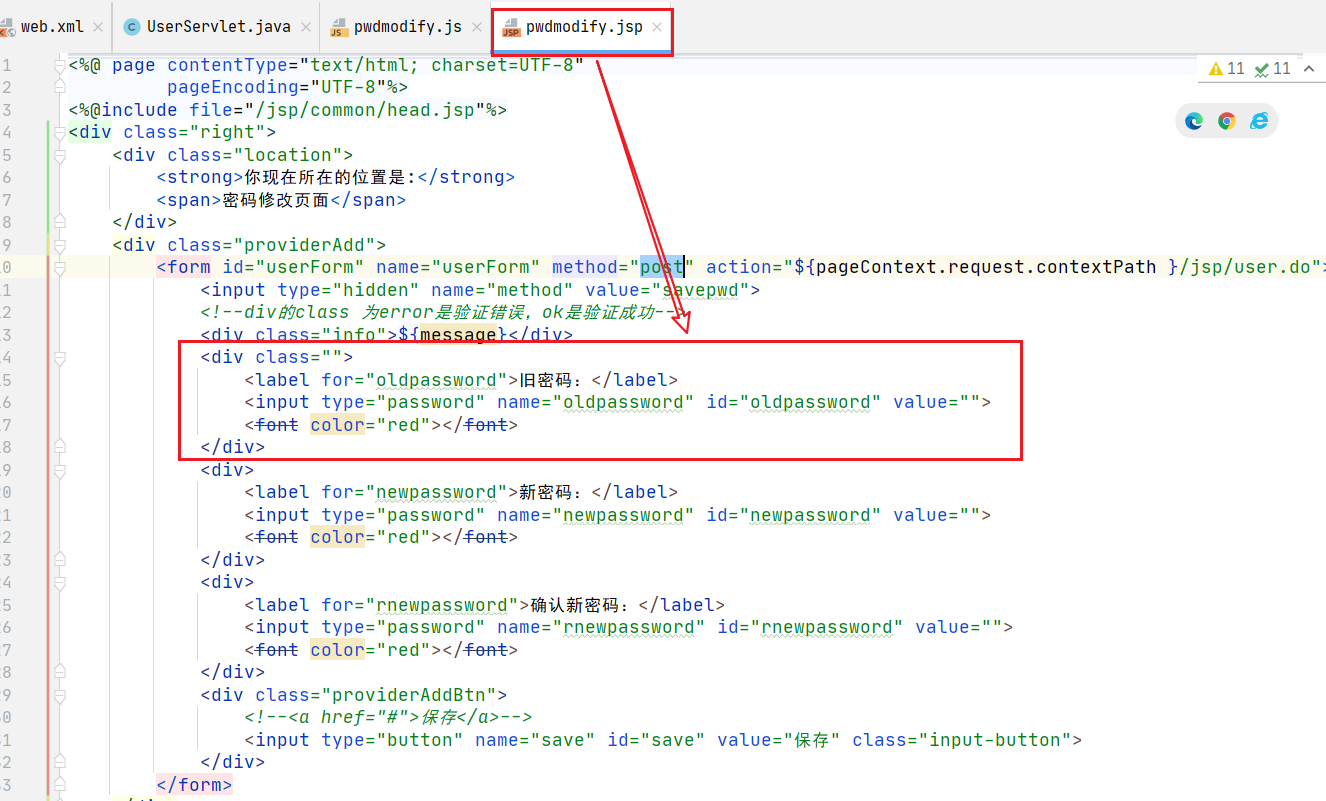 web.xml UserServlet.java pwdmodify.js pwdmodify.jsp
1 <%@ page contentType="text/html; charset=UTF-8"
11 11
2 pageEncoding="UTF-8"%>
3 <%@include file="/jsp/common/head.jsp"%>
4 <div class="right">
5 <div class="location">
6 <strong>你现在所在的位置是:</strong>
7 <span>密码修改页面</span>
8 </div>
9 <div class="providerAdd">
0 <form id="userForm" name="userForm" method="post" action="${pageContext.request.contextPath }/jsp/user.do">
1 <input type="hidden" name="method" value="savepwd">
2 <!--div的class 为error是验证错误，ok是验证成功-->
3 <div class="info">${message}</div>
4 <div class="">
5 <label for="oldpassword">旧密码：</label>
6 <input type="password" name="oldpassword" id="oldpassword" value="">
7 <font color="red"></font>
8 </div>
9 <div>
0 <label for="newpassword">新密码：</label>
1 <input type="password" name="newpassword" id="newpassword" value="">
2 <font color="red"></font>
3 </div>
4 <div>
5 <label for="rnewpassword">确认新密码：</label>
6 <input type="password" name="rnewpassword" id="rnewpassword" value="">
7 <font color="red"></font>
8 </div>
9 <div class="providerAddBtn">
0 <!--<a href="#">保存</a>-->
1 <input type="button" name="save" id="save" value="保存" class="input-button">
2 </div>
3 </form>